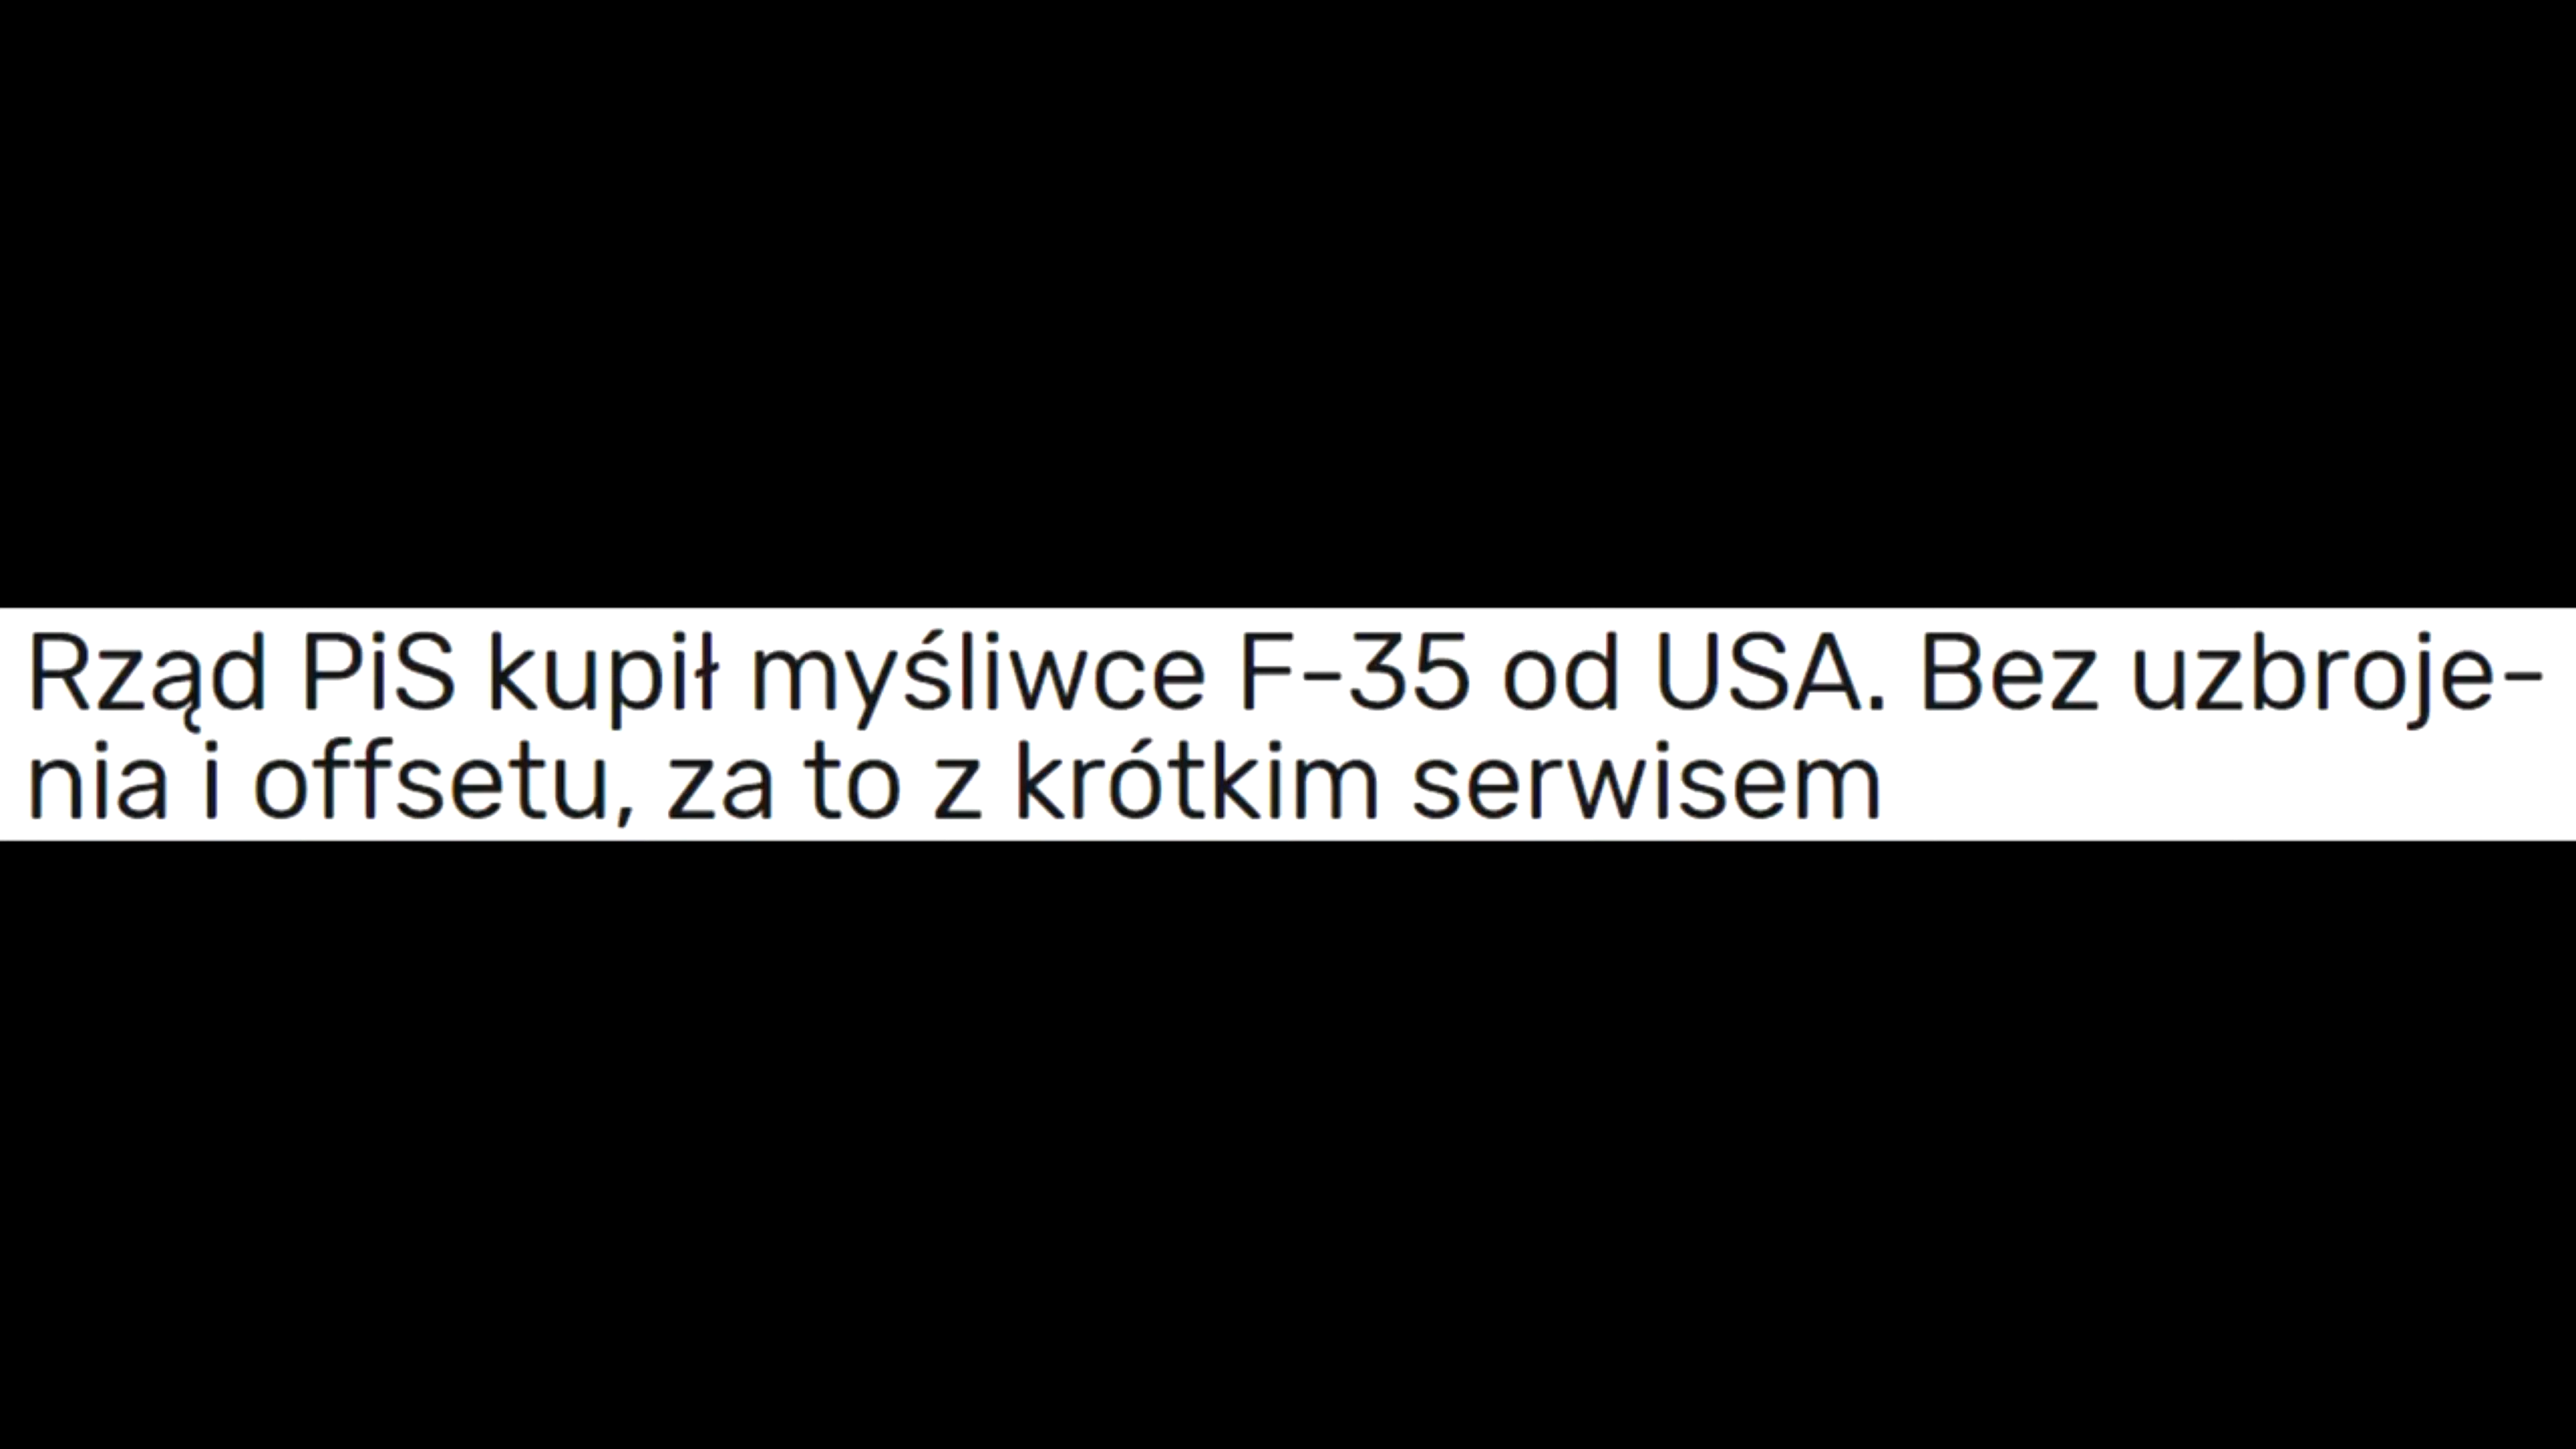 Rząd PiS kupił myśliwce F-35 od USA. Bez uzbroje-
nia i offsetu, za to z krótkim serwisem